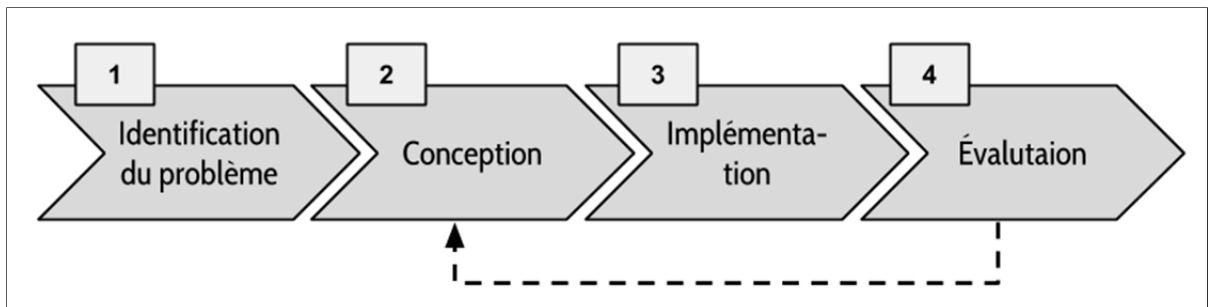 1
Identification
du problème
2
Conception
3
Implémenta-
tion
4
Évalutaion